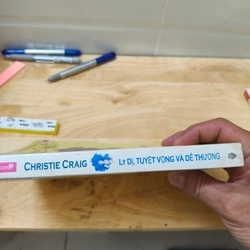 CHRISTIE CRAIG LY DỊ, TUYỆT VỌNG VÀ DỄ THƯƠNG